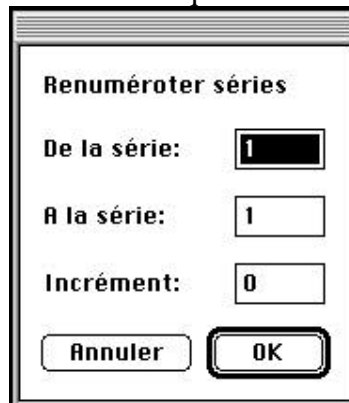 Renuméroter séries
De la série: 1
A la série: 1
Incrément: 0
Annuler OK